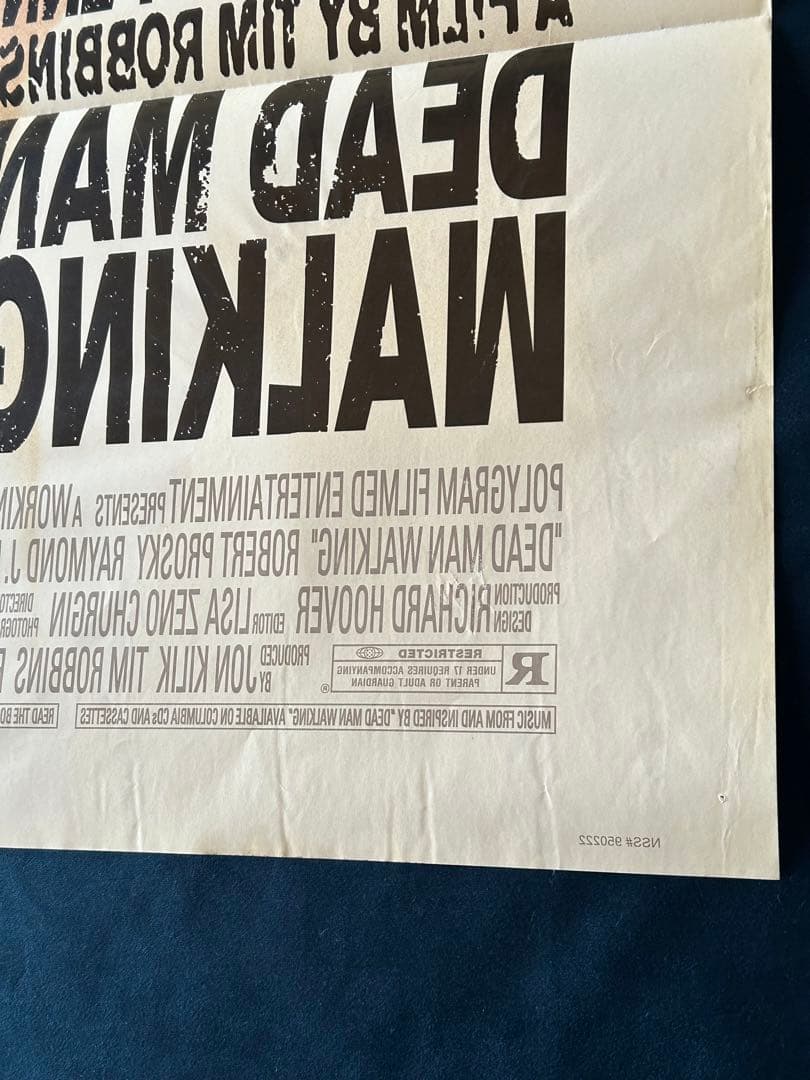 A FILM BY TIM ROBBINS
DEAD MAN
WALKING
POLYGRAM FILMED ENTERTAINMENT PRESENTS A
"DEAD MAN WALKING" ROBERT PROSKY RAYMOND J.
PRODUCTION DESIGN RICHARD HOOVER EDITOR LISA ZENO CHURGIN
R RESTRICTED
UNDER 17 REQUIRES ACCOMPANYING
PARENT OR ADULT GUARDIAN
®
PRODUCED BY JON KILIK TIM ROBBINS
MUSIC FROM AND INSPIRED BY "DEAD MAN WALKING" AVAILABLE ON COLUMBIA CDs AND CASSETTES
READ THE
NSS# 950222